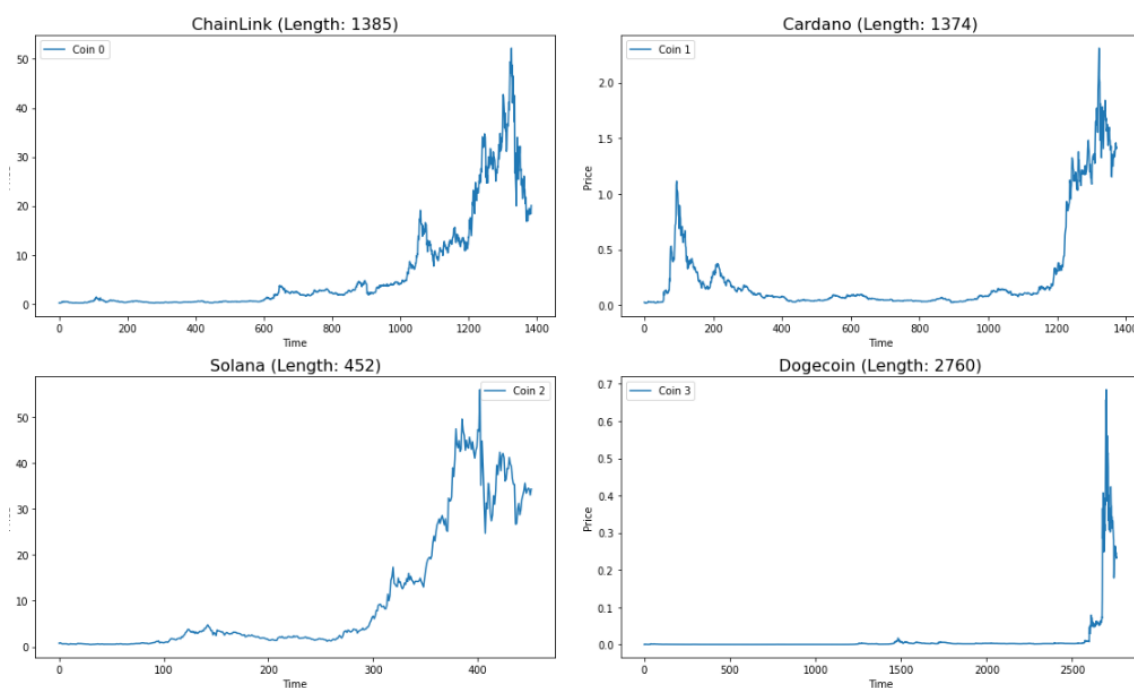 ChainLink (Length: 1385)
Coin 0
50
40
30
20
10
0
0 200 400 600 800 1000 1200 1400
Time
Cardano (Length: 1374)
Coin 1
Price
2.0
1.5
1.0
0.5
0.0
0 200 400 600 800 1000 1200 1400
Time
Solana (Length: 452)
Coin 2
50
40
30
20
10
0
0 100 200 300 400
Time
Dogecoin (Length: 2760)
Coin 3
Price
0.7
0.6
0.5
0.4
0.3
0.2
0.1
0.0
0 500 1000 1500 2000 2500
Time